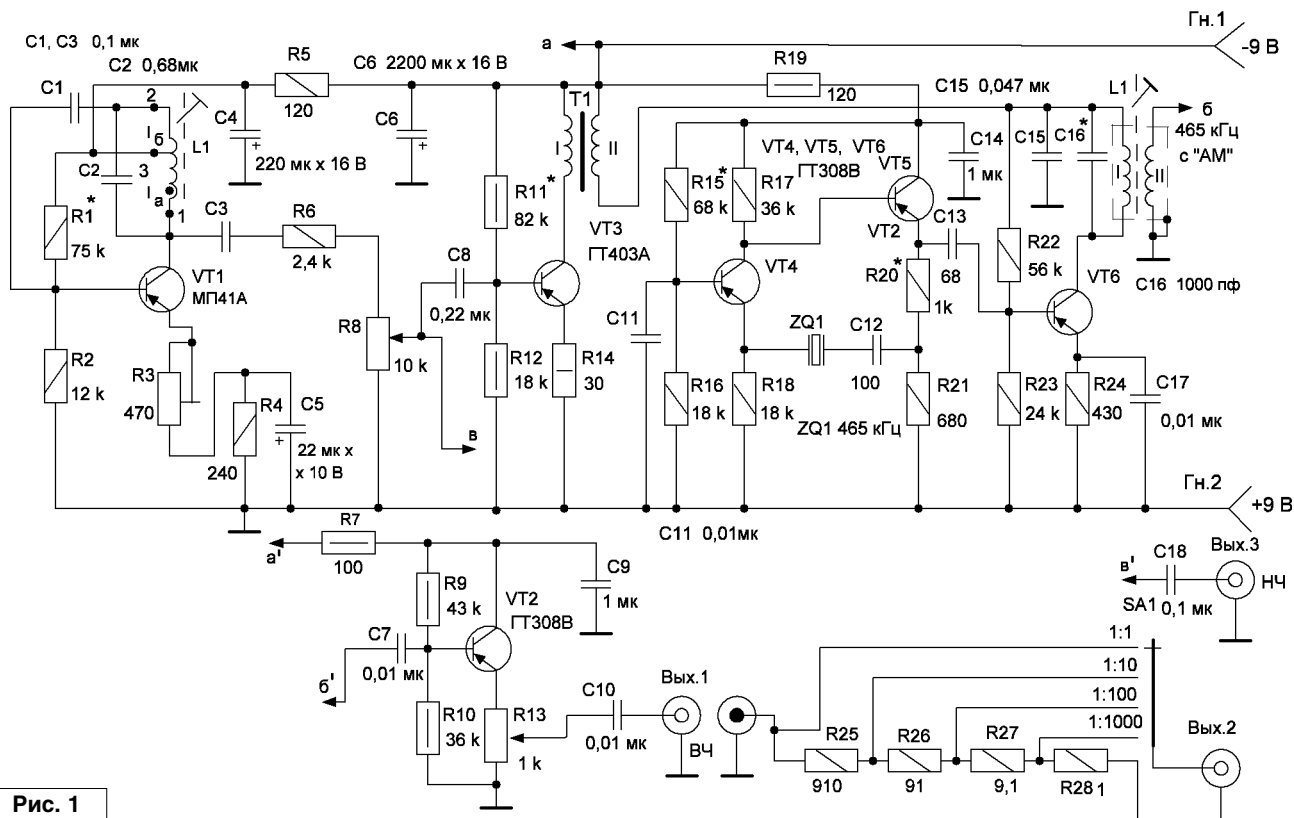 Гн.1
-9 В
а
C1, C3 0,1 мк
C2 0,68мк
R5
120
C6 2200 мк x 16 В
R19
120
C15 0,047 мк
L1
б
465 кГц
с "АМ"
C1
2
б
3
а
1
L1
I
I
C2
C4
+
220 мк x 16 В
C6
+
T1
I
II
R11*
82 k
R15*
68 k
R17
36 k
VT4, VT5, VT6
ГТ308В
VT5
C14
1 мк
C15
C16*
I
II
R1*
75 k
C3
R6
2,4 k
VT1
МП41А
C8
0,22 мк
VT3
ГТ403А
VT4
VT2
C13
68
R20*
1k
R22
56 k
VT6
C16 1000 пф
R2
12 k
R3
470
R4
240
C5
+
22 мк x
x 10 В
R8
10 k
в
R12
18 k
R14
30
C11
R16
18 k
R18
18 k
ZQ1
C12
100
ZQ1 465 кГц
R21
680
R23
24 k
R24
430
C17
0,01 мк
Гн.2
+9 В
C11 0,01мк
а'
R7
100
R9
43 k
VT2
ГТ308В
C9
1 мк
C7
0,01 мк
б'
R10
36 k
R13
1 k
C10
0,01 мк
Вых.1
ВЧ
в'
C18
0,1 мк
Вых.3
НЧ
SA1
1:1
1:10
1:100
1:1000
R25
910
R26
91
R27
9,1
R28 1
Вых.2
Рис. 1